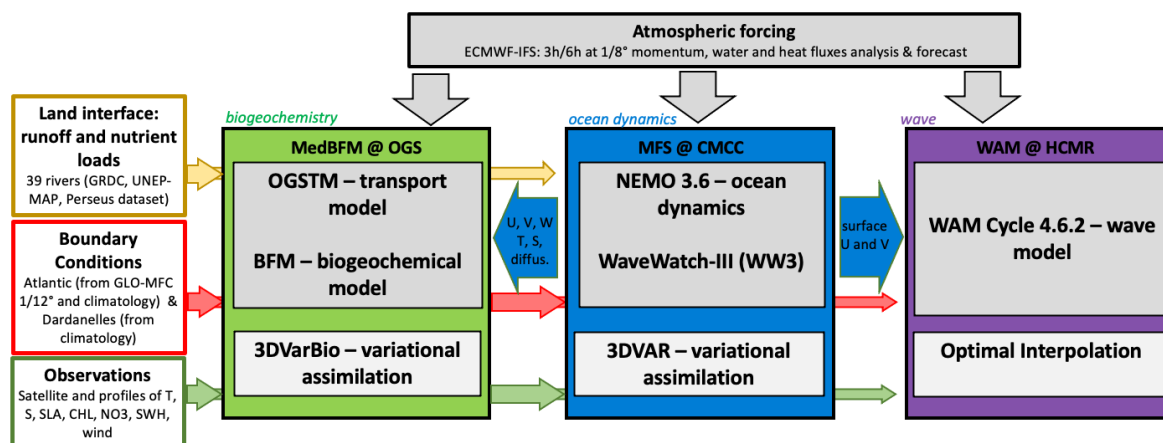 Atmospheric forcing
ECMWF-IFS: 3h/6h at 1/8° momentum, water and heat fluxes analysis & forecast
Land interface:
runoff and nutrient
loads
39 rivers (GRDC, UNEP-
MAP, Perseus dataset)
Boundary
Conditions
Atlantic (from GLO-MFC
1/12° and climatology) &
Dardanelles (from
climatology)
Observations
Satellite and profiles of T,
S, SLA, CHL, NO3, SWH,
wind
biogeochemistry
MedBFM @ OGS
OGSTM – transport
model
BFM – biogeochemical
model
3DVarBio – variational
assimilation
U, V, W
T, S,
diffus.
ocean dynamics
MFS @ CMCC
NEMO 3.6 – ocean
dynamics
WaveWatch-III (WW3)
3DVAR – variational
assimilation
surface
U and V
wave
WAM @ HCMR
WAM Cycle 4.6.2 – wave
model
Optimal Interpolation